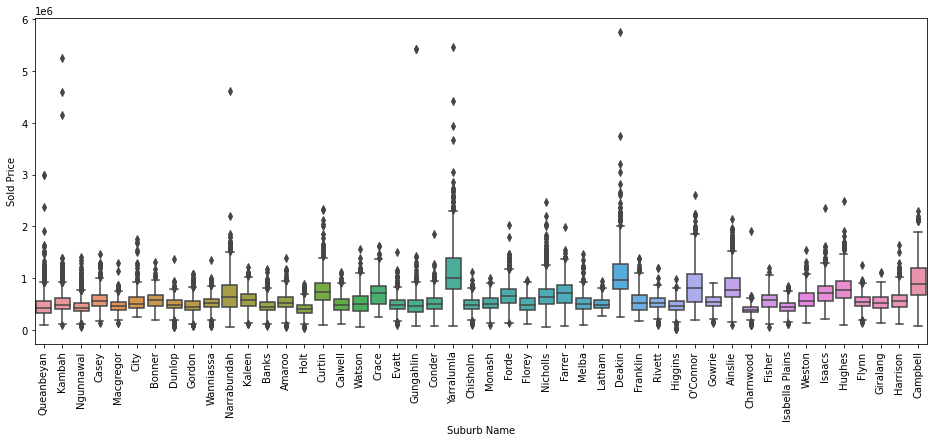 1e6
6
5
4
3
2
1
0
Sold Price
Queanbeyan
Kambah
Ngunnawal
Casey
Macgregor
City
Bonner
Dunlop
Gordon
Wanniassa
Narrabundah
Kaleen
Banks
Amaroo
Holt
Curtin
Calwell
Watson
Crace
Evatt
Gungahlin
Conder
Yarralumla
Chisholm
Monash
Forde
Florey
Nicholls
Farrer
Melba
Latham
Deakin
Franklin
Rivett
Higgins
O'Connor
Gowrie
Ainslie
Charnwood
Fisher
Isabella Plains
Weston
Isaacs
Hughes
Flynn
Giralang
Harrison
Campbell
Suburb Name